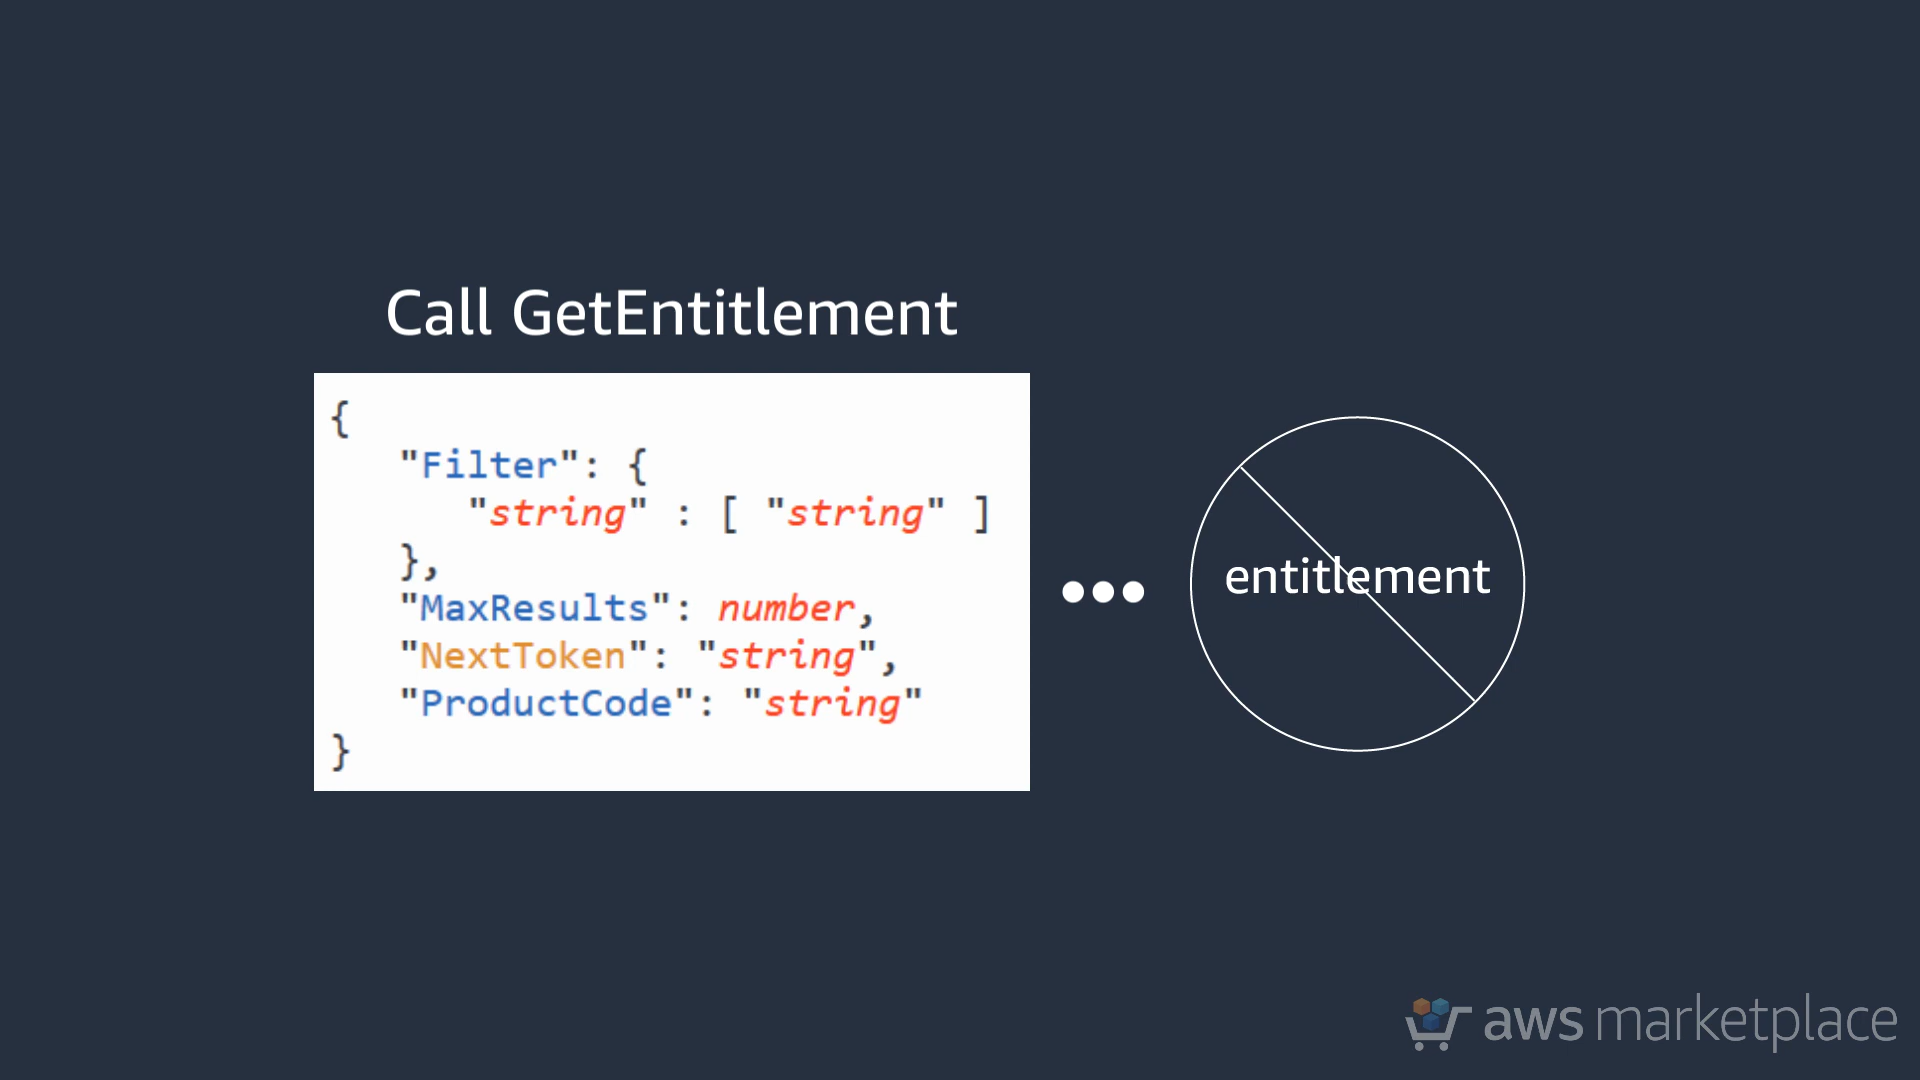 Call GetEntitlement
{
"Filter": {
"string" : [ "string" ]
},
"MaxResults": number,
"NextToken": "string",
"ProductCode": "string"
}
•••
entitlement
aws marketplace